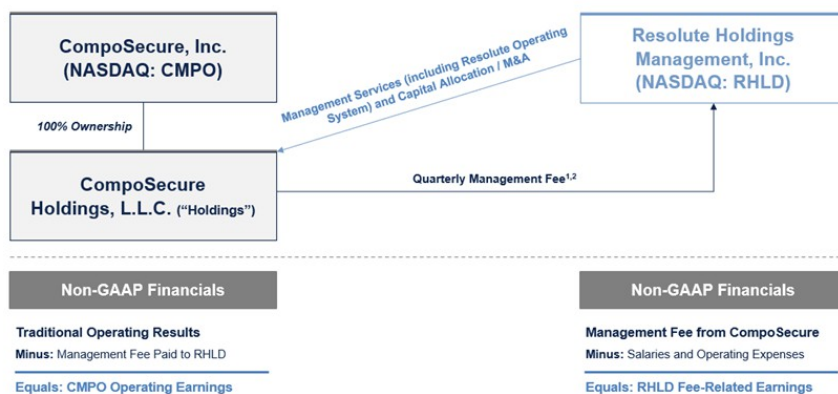 CompoSecure, Inc.
(NASDAQ: CMPO)
Resolute Holdings
Management, Inc.
(NASDAQ: RHLD)
Management Services (including Resolute Operating
System) and Capital Allocation / M&A
100% Ownership
CompoSecure
Holdings, L.L.C. (“Holdings”)
Quarterly Management Fee1,2
Non-GAAP Financials
Traditional Operating Results
Minus: Management Fee Paid to RHLD
Equals: CMPO Operating Earnings
Non-GAAP Financials
Management Fee from CompoSecure
Minus: Salaries and Operating Expenses
Equals: RHLD Fee-Related Earnings